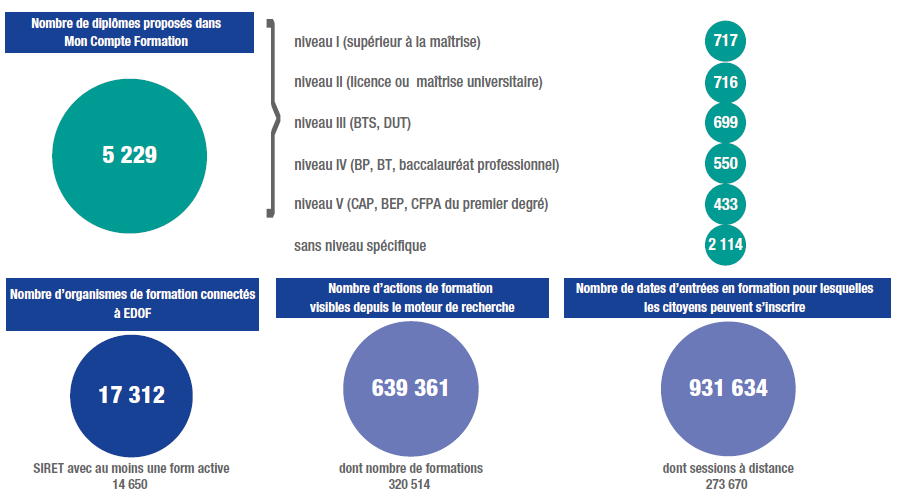 Nombre de diplômes proposés dans
Mon Compte Formation
5 229
niveau I (supérieur à la maîtrise)
717
niveau II (licence ou maîtrise universitaire)
716
niveau III (BTS, DUT)
699
niveau IV (BP, BT, baccalauréat professionnel)
550
niveau V (CAP, BEP, CFPA du premier degré)
433
sans niveau spécifique
2 114
Nombre d'organismes de formation connectés
à EDOF
17 312
SIRET avec au moins une form active
14 650
Nombre d'actions de formation
visibles depuis le moteur de recherche
639 361
dont nombre de formations
320 514
Nombre de dates d'entrées en formation pour lesquelles
les citoyens peuvent s'inscrire
931 634
dont sessions à distance
273 670